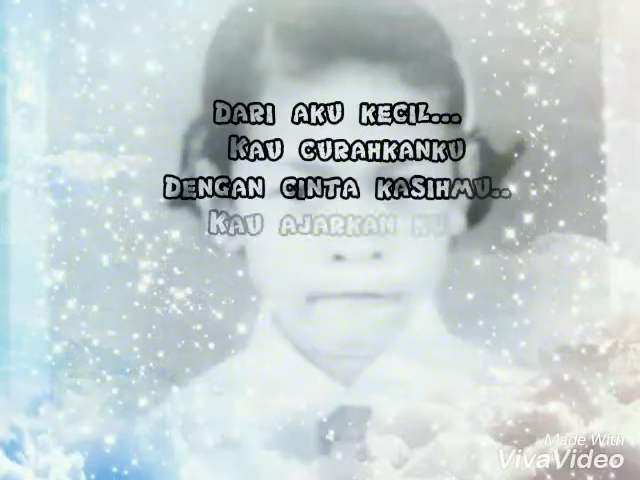 Dari aku kecil...
Kau curahkanku
Dengan cinta kasihmu..
Kau ajarkan ku
Made With
VivaVideo